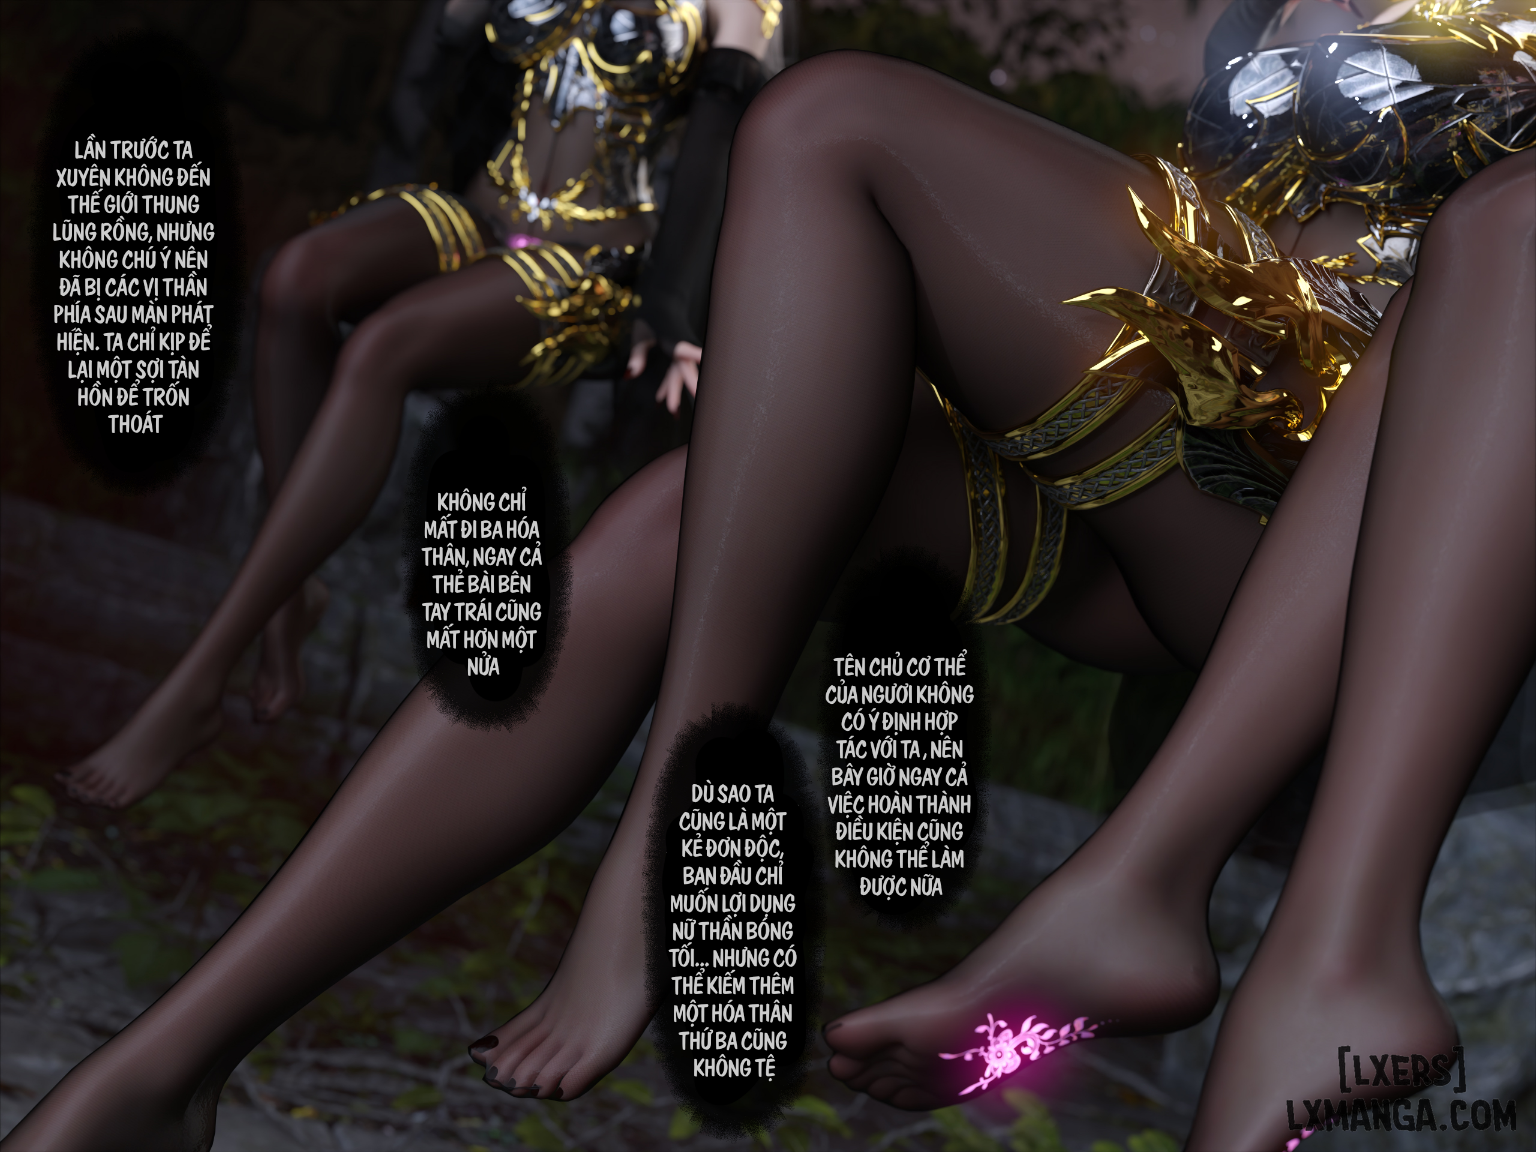 LẦN TRƯỚC TA
XUYÊN KHÔNG ĐẾN
THẾ GIỚI THUNG
LŨNG RỒNG, NHƯNG
KHÔNG CHÚ Ý NÊN
ĐÃ BỊ CÁC VỊ THẦN
PHÍA SAU MÀN PHÁT
HIỆN. TA CHỈ KỊP ĐỂ
LẠI MỘT SỢI TÀN
HỒN ĐỂ TRỐN
THOÁT
KHÔNG CHỈ
MẤT ĐI BA HÓA
THÂN, NGAY CẢ
THẺ BÀI BÊN
TAY TRÁI CŨNG
MẤT HƠN MỘT
NỬA
TÊN CHỦ CƠ THỂ
CỦA NGƯƠI KHÔNG
CÓ Ý ĐỊNH HỢP
TÁC VỚI TA , NÊN
BÂY GIỜ NGAY CẢ
VIỆC HOÀN THÀNH
ĐIỀU KIỆN CŨNG
KHÔNG THỂ LÀM
ĐƯỢC NỮA
DÙ SAO TA
CŨNG LÀ MỘT
KẺ ĐƠN ĐỘC,
BAN ĐẦU CHỈ
MUỐN LỢI DỤNG
NỮ THẦN BÓNG
TỐI... NHƯNG CÓ
THỂ KIẾM THÊM
MỘT HÓA THÂN
THỨ BA CŨNG
KHÔNG TỆ
[LXERS]
LXMANGA.COM